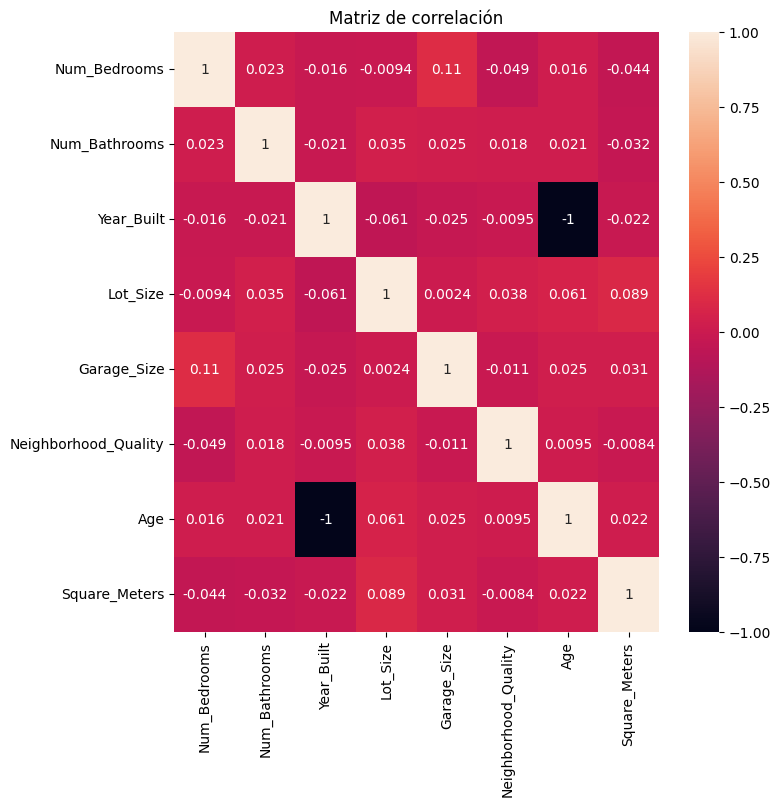 Matriz de correlación
Num_Bedrooms 1 0.023 -0.016 -0.0094 0.11 -0.049 0.016 -0.044
Num_Bathrooms 0.023 1 -0.021 0.035 0.025 0.018 0.021 -0.032
Year_Built -0.016 -0.021 1 -0.061 -0.025 -0.0095 -1 -0.022
Lot_Size -0.0094 0.035 -0.061 1 0.0024 0.038 0.061 0.089
Garage_Size 0.11 0.025 -0.025 0.0024 1 -0.011 0.025 0.031
Neighborhood_Quality -0.049 0.018 -0.0095 0.038 -0.011 1 0.0095 -0.0084
Age 0.016 0.021 -1 0.061 0.025 0.0095 1 0.022
Square_Meters -0.044 -0.032 -0.022 0.089 0.031 -0.0084 0.022 1
Num_Bedrooms
Num_Bathrooms
Year_Built
Lot_Size
Garage_Size
Neighborhood_Quality
Age
Square_Meters
1.00
0.75
0.50
0.25
0.00
−0.25
−0.50
−0.75
−1.00